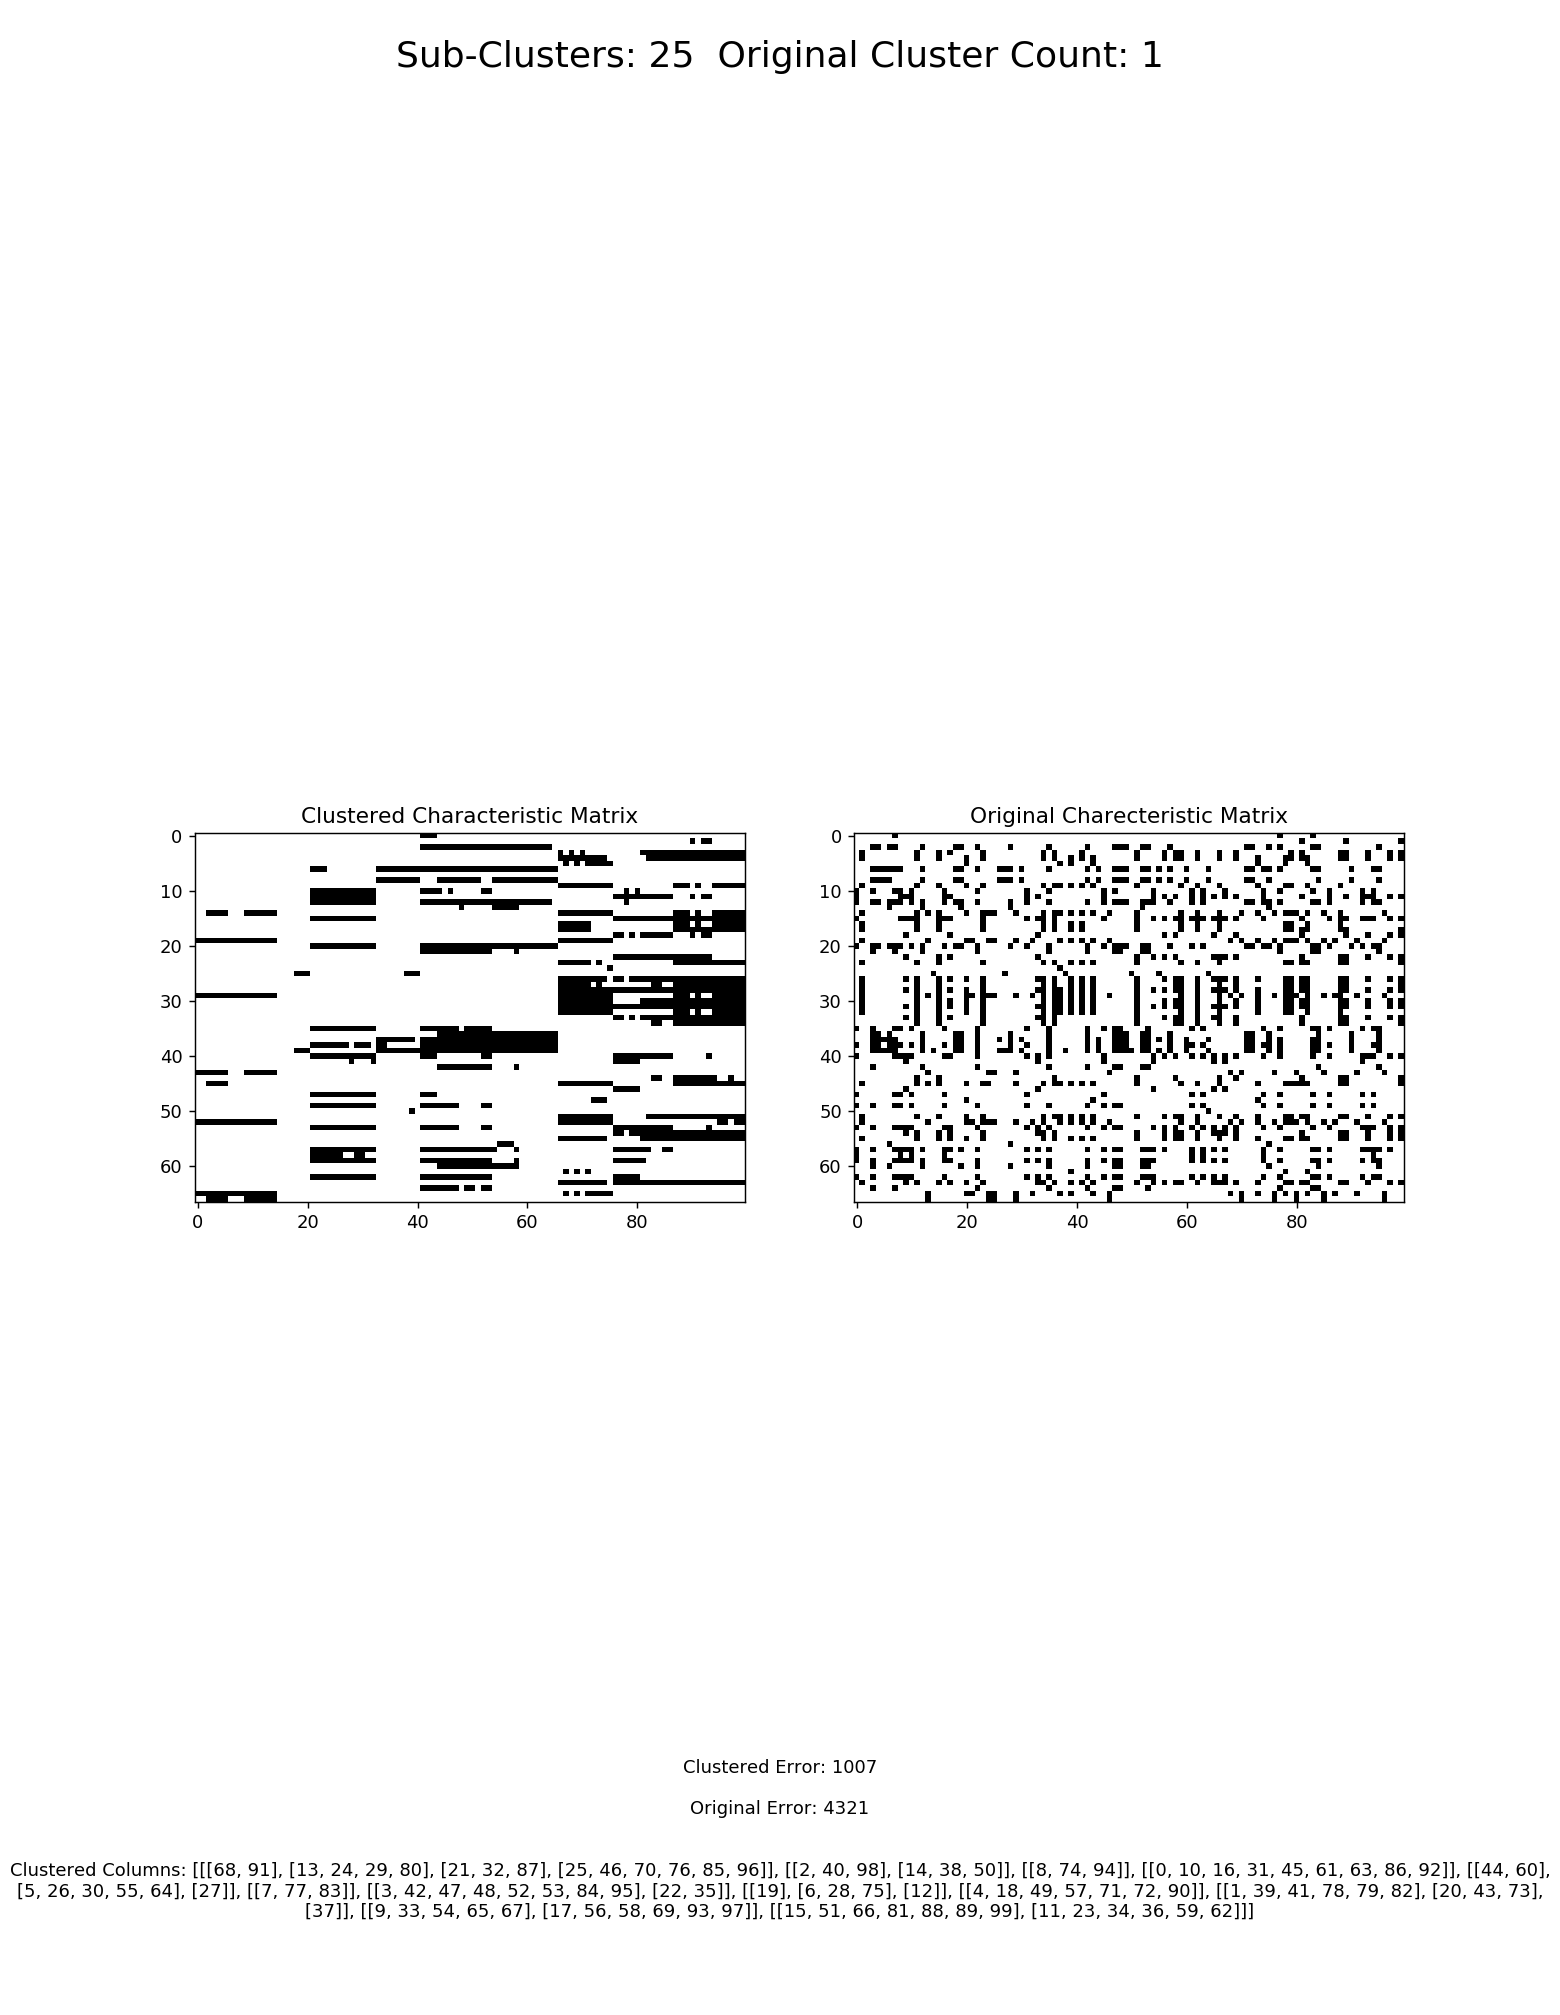 Sub-Clusters: 25  Original Cluster Count: 1
Clustered Characteristic Matrix
0
10
20
30
40
50
60
0 20 40 60 80
Original Charecteristic Matrix
0
10
20
30
40
50
60
0 20 40 60 80
Clustered Error: 1007
Original Error: 4321
Clustered Columns: [[[68, 91], [13, 24, 29, 80], [21, 32, 87], [25, 46, 70, 76, 85, 96]], [[2, 40, 98], [14, 38, 50]], [[8, 74, 94]], [[0, 10, 16, 31, 45, 61, 63, 86, 92]], [[44, 60],
[5, 26, 30, 55, 64], [27]], [[7, 77, 83]], [[3, 42, 47, 48, 52, 53, 84, 95], [22, 35]], [[19], [6, 28, 75], [12]], [[4, 18, 49, 57, 71, 72, 90]], [[1, 39, 41, 78, 79, 82], [20, 43, 73],
[37]], [[9, 33, 54, 65, 67], [17, 56, 58, 69, 93, 97]], [[15, 51, 66, 81, 88, 89, 99], [11, 23, 34, 36, 59, 62]]]